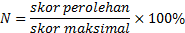 N = skor perolehan / skor maksimal × 100%